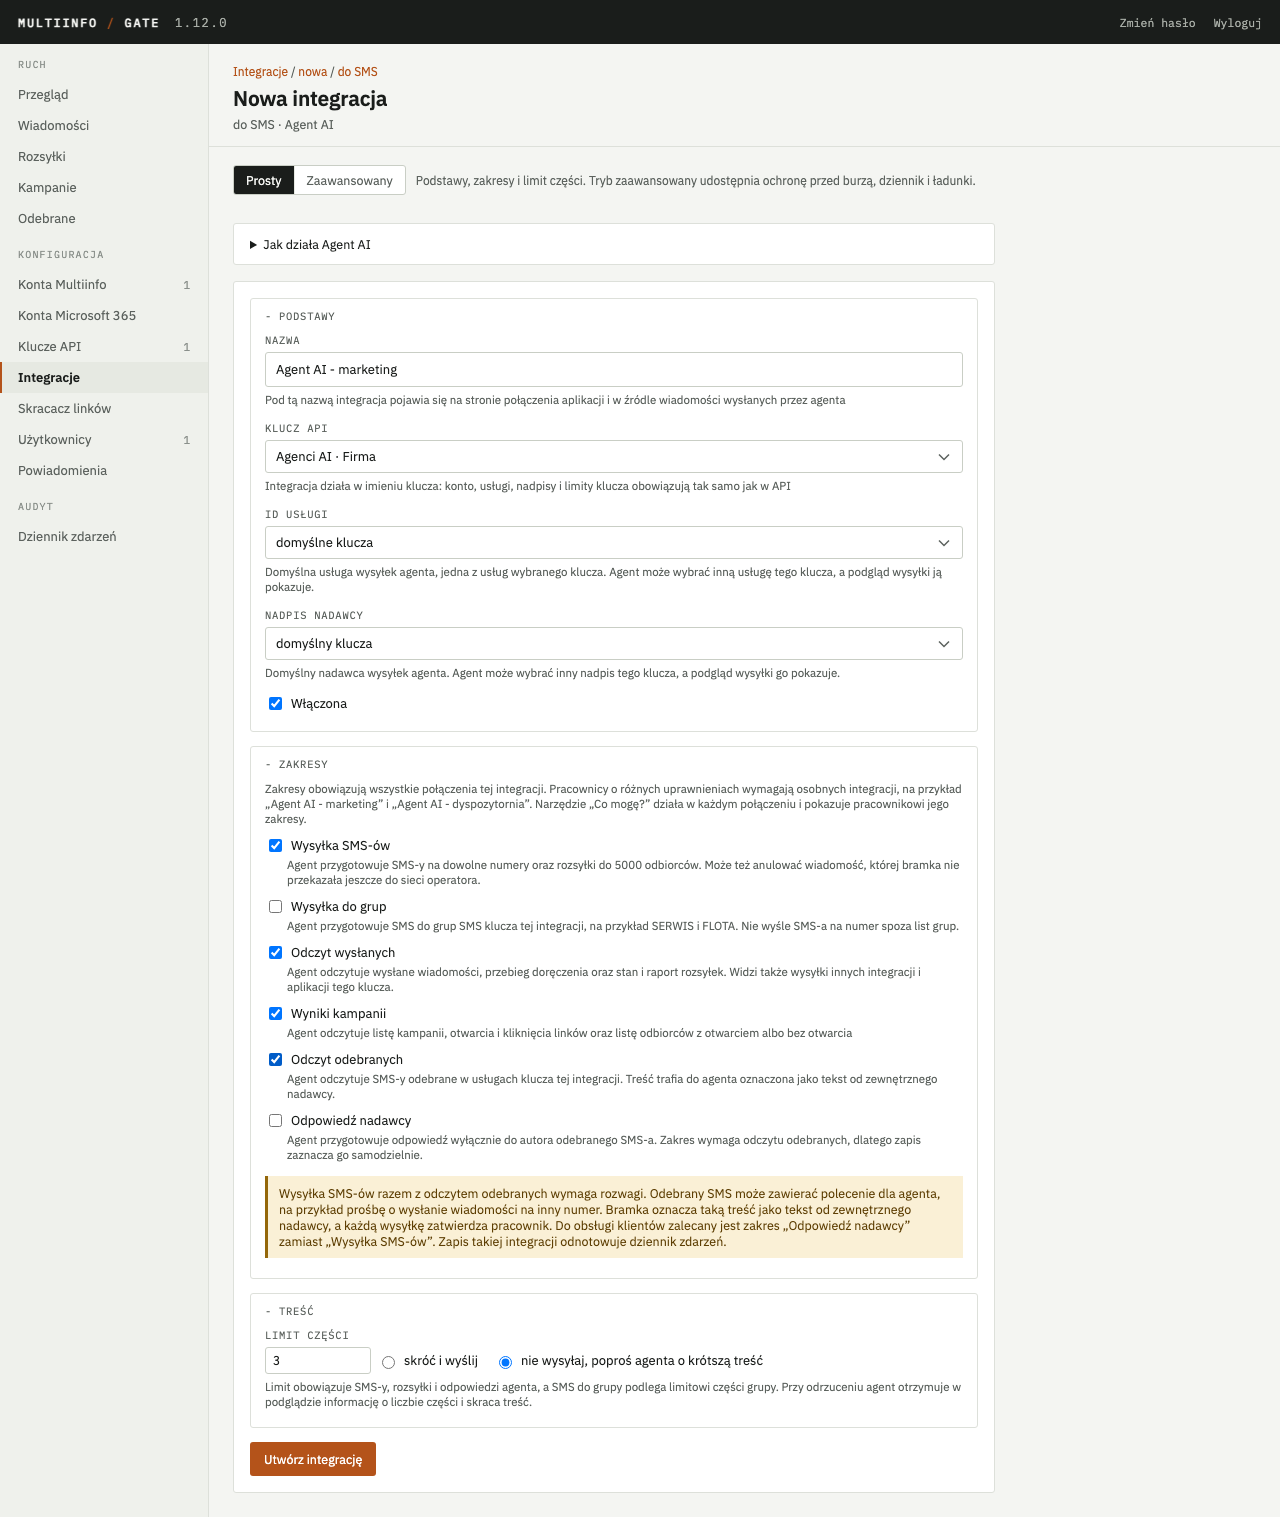 MULTIINFO / GATE 1.12.0
Zmień hasło
Wyloguj
RUCH
Przegląd
Wiadomości
Rozsyłki
Kampanie
Odebrane
KONFIGURACJA
Konta Multiinfo 1
Konta Microsoft 365
Klucze API 1
Integracje
Skracacz linków
Użytkownicy 1
Powiadomienia
AUDYT
Dziennik zdarzeń
Integracje / nowa / do SMS
Nowa integracja
do SMS · Agent AI
Prosty
Zaawansowany
Podstawy, zakresy i limit części. Tryb zaawansowany udostępnia ochronę przed burzą, dziennik i ładunki.
Jak działa Agent AI
- PODSTAWY
NAZWA
Agent AI - marketing
Pod tą nazwą integracja pojawia się na stronie połączenia aplikacji i w źródle wiadomości wysłanych przez agenta
KLUCZ API
Agenci AI · Firma
Integracja działa w imieniu klucza: konto, usługi, nadpisy i limity klucza obowiązują tak samo jak w API
ID USŁUGI
domyślne klucza
Domyślna usługa wysyłek agenta, jedna z usług wybranego klucza. Agent może wybrać inną usługę tego klucza, a podgląd wysyłki ją
pokazuje.
NADPIS NADAWCY
domyślny klucza
Domyślny nadawca wysyłek agenta. Agent może wybrać inny nadpis tego klucza, a podgląd wysyłki go pokazuje.
Włączona
- ZAKRESY
Zakresy obowiązują wszystkie połączenia tej integracji. Pracownicy o różnych uprawnieniach wymagają osobnych integracji, na przykład
„Agent AI - marketing” i „Agent AI - dyspozytornia”. Narzędzie „Co mogę?” działa w każdym połączeniu i pokazuje pracownikowi jego
zakresy.
Wysyłka SMS-ów
Agent przygotowuje SMS-y na dowolne numery oraz rozsyłki do 5000 odbiorców. Może też anulować wiadomość, której bramka nie
przekazała jeszcze do sieci operatora.
Wysyłka do grup
Agent przygotowuje SMS do grup SMS klucza tej integracji, na przykład SERWIS i FLOTA. Nie wyśle SMS-a na numer spoza list grup.
Odczyt wysłanych
Agent odczytuje wysłane wiadomości, przebieg doręczenia oraz stan i raport rozsyłek. Widzi także wysyłki innych integracji i
aplikacji tego klucza.
Wyniki kampanii
Agent odczytuje listę kampanii, otwarcia i kliknięcia linków oraz listę odbiorców z otwarciem albo bez otwarcia
Odczyt odebranych
Agent odczytuje SMS-y odebrane w usługach klucza tej integracji. Treść trafia do agenta oznaczona jako tekst od zewnętrznego
nadawcy.
Odpowiedź nadawcy
Agent przygotowuje odpowiedź wyłącznie do autora odebranego SMS-a. Zakres wymaga odczytu odebranych, dlatego zapis
zaznacza go samodzielnie.
Wysyłka SMS-ów razem z odczytem odebranych wymaga rozwagi. Odebrany SMS może zawierać polecenie dla agenta,
na przykład prośbę o wysłanie wiadomości na inny numer. Bramka oznacza taką treść jako tekst od zewnętrznego
nadawcy, a każdą wysyłkę zatwierdza pracownik. Do obsługi klientów zalecany jest zakres „Odpowiedź nadawcy”
zamiast „Wysyłka SMS-ów”. Zapis takiej integracji odnotowuje dziennik zdarzeń.
- TREŚĆ
LIMIT CZĘŚCI
3 skróć i wyślij nie wysyłaj, poproś agenta o krótszą treść
Limit obowiązuje SMS-y, rozsyłki i odpowiedzi agenta, a SMS do grupy podlega limitowi części grupy. Przy odrzuceniu agent otrzymuje w
podglądzie informację o liczbie części i skraca treść.
Utwórz integrację